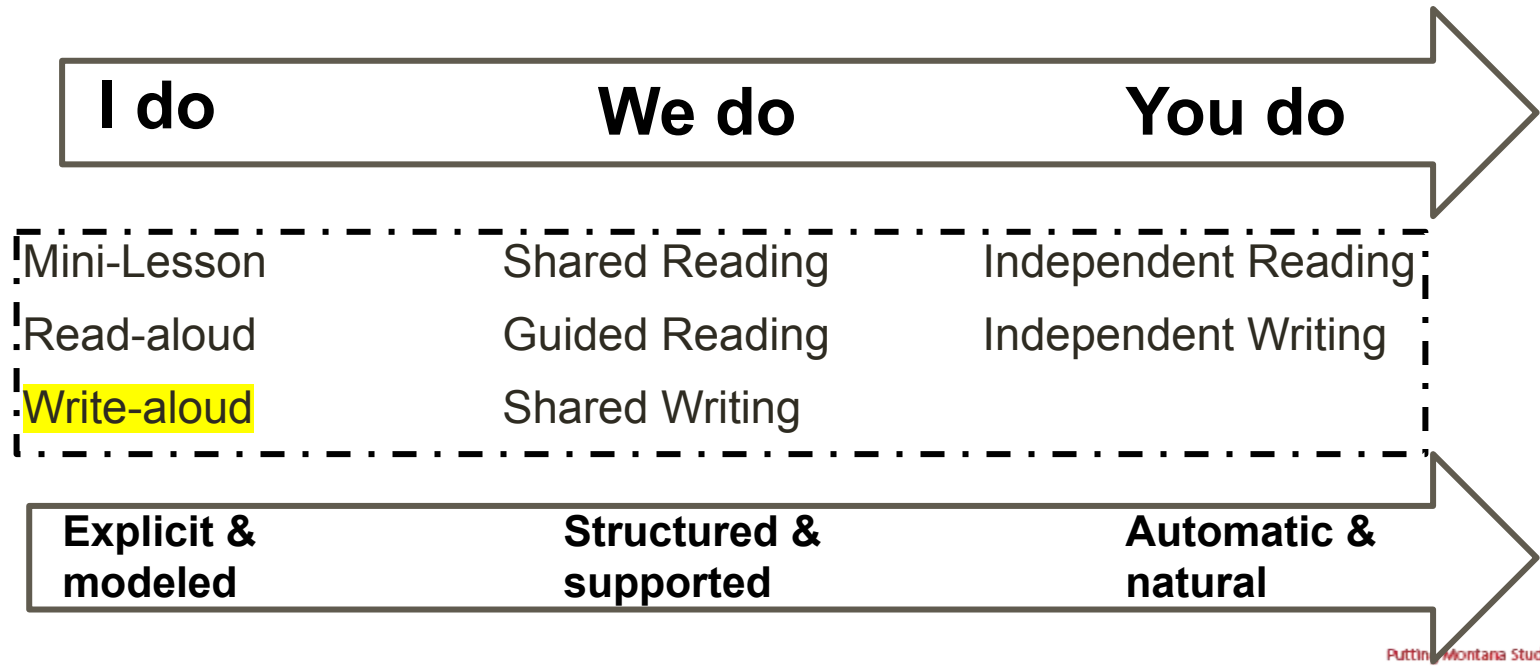 I do We do You do
Mini-Lesson Shared Reading Independent Reading
Read-aloud Guided Reading Independent Writing
Write-aloud Shared Writing
Explicit & Structured & Automatic &
modeled supported natural
Montana